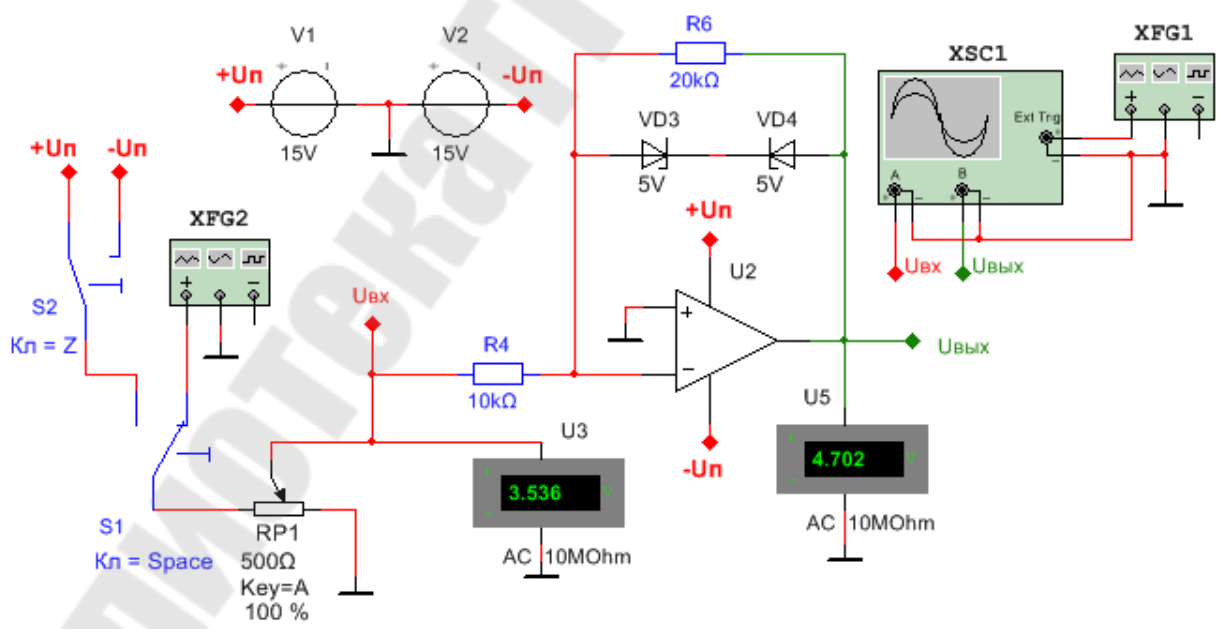 V1
+Uп
15V
V2
-Uп
15V
R6
20kΩ
VD3
5V
VD4
5V
XSC1
Ext Trig
A
B
XFG1
+Uп
-Uп
S2
Кл = Z
XFG2
Uвх
R4
10kΩ
+Uп
U2
-Uп
Uвх
Uвых
Uвых
S1
Кл = Space
RP1
500Ω
Key=A
100 %
U3
3.536
V
AC
10MOhm
U5
4.702
V
AC
10MOhm